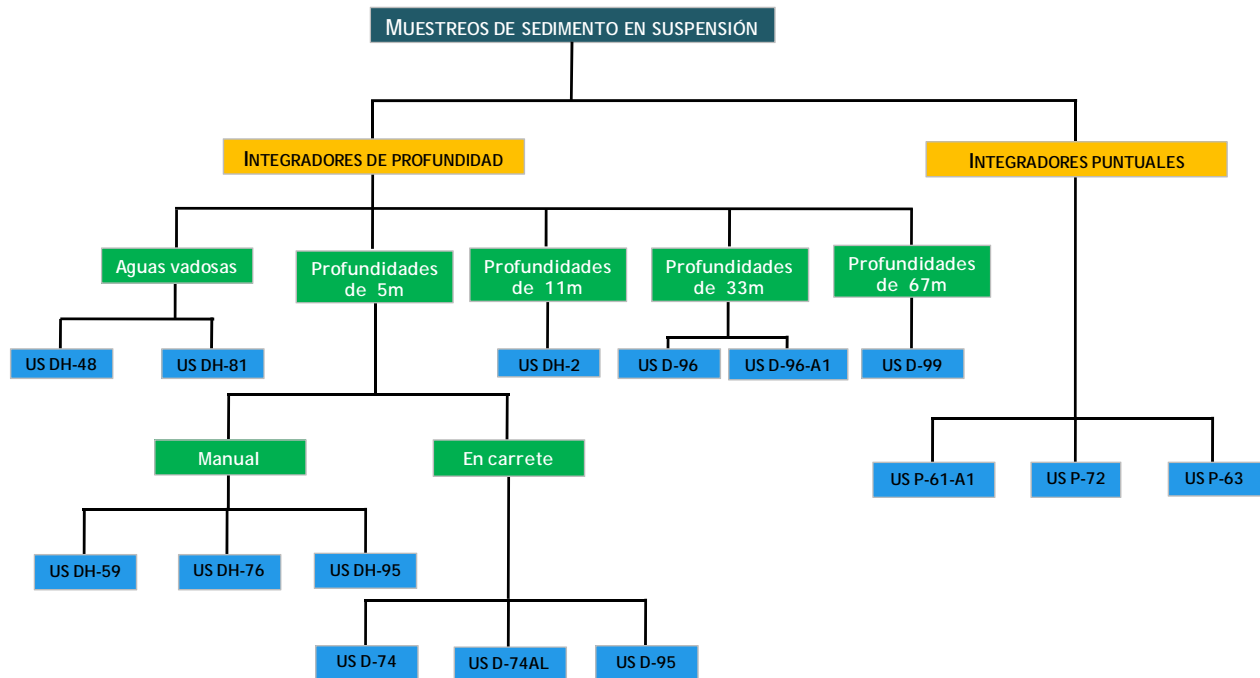 MUESTREOS DE SEDIMENTO EN SUSPENSIÓN
INTEGRADORES DE PROFUNDIDAD
INTEGRADORES PUNTUALES
Aguas vadosas
Profundidades
de 5m
Profundidades
de 11m
Profundidades
de 33m
Profundidades
de 67m
US DH-48
US DH-81
US DH-2
US D-96
US D-96-A1
US D-99
Manual
En carrete
US P-61-A1
US P-72
US P-63
US DH-59
US DH-76
US DH-95
US D-74
US D-74AL
US D-95